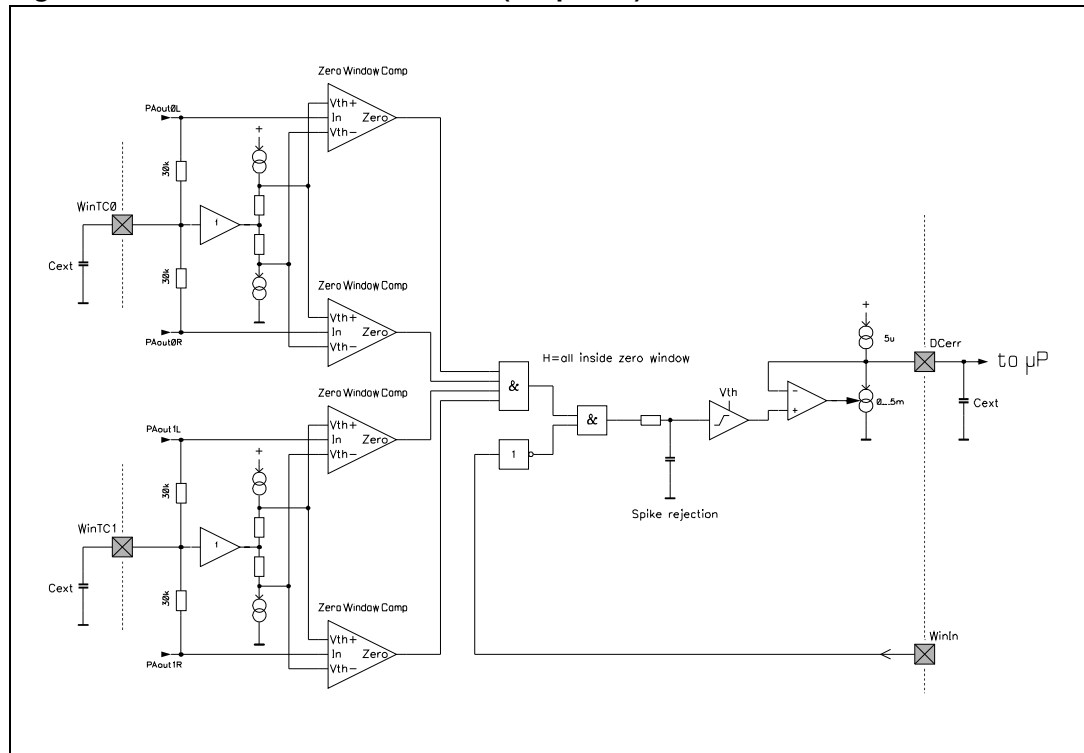 Zero Window Comp
PAout0L
Vth+
In Zero
Vth-
+
30k
WinTC0
1
Cext
30k
Zero Window Comp
Vth+
In Zero
Vth-
PAout0R
H=all inside zero window
&
+
5u
DCerr
to µP
Zero Window Comp
Vth+
In Zero
Vth-
PAout1L
&
Vth
-
+
0...5m
Cext
1
+
30k
WinTC1
1
Cext
30k
Spike rejection
Zero Window Comp
Vth+
In Zero
Vth-
PAout1R
WinIn